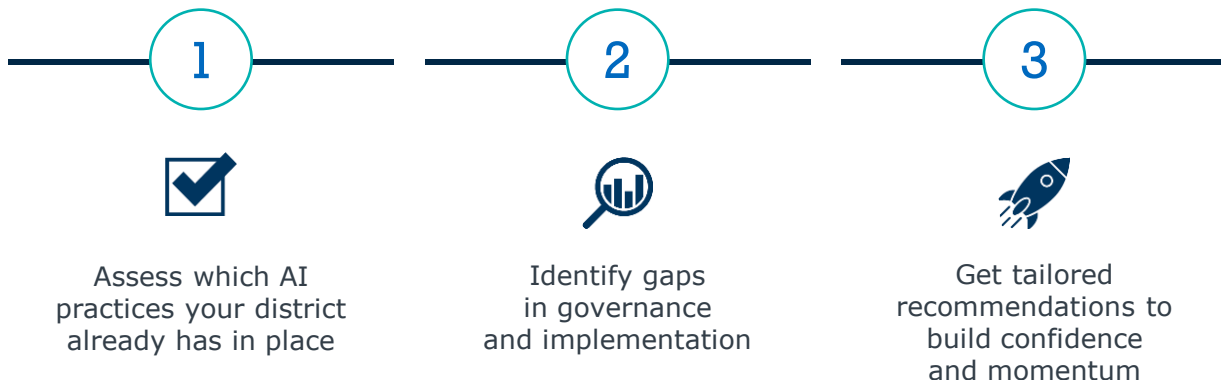 1
Assess which AI
practices your district
already has in place
2
Identify gaps
in governance
and implementation
3
Get tailored
recommendations to
build confidence
and momentum